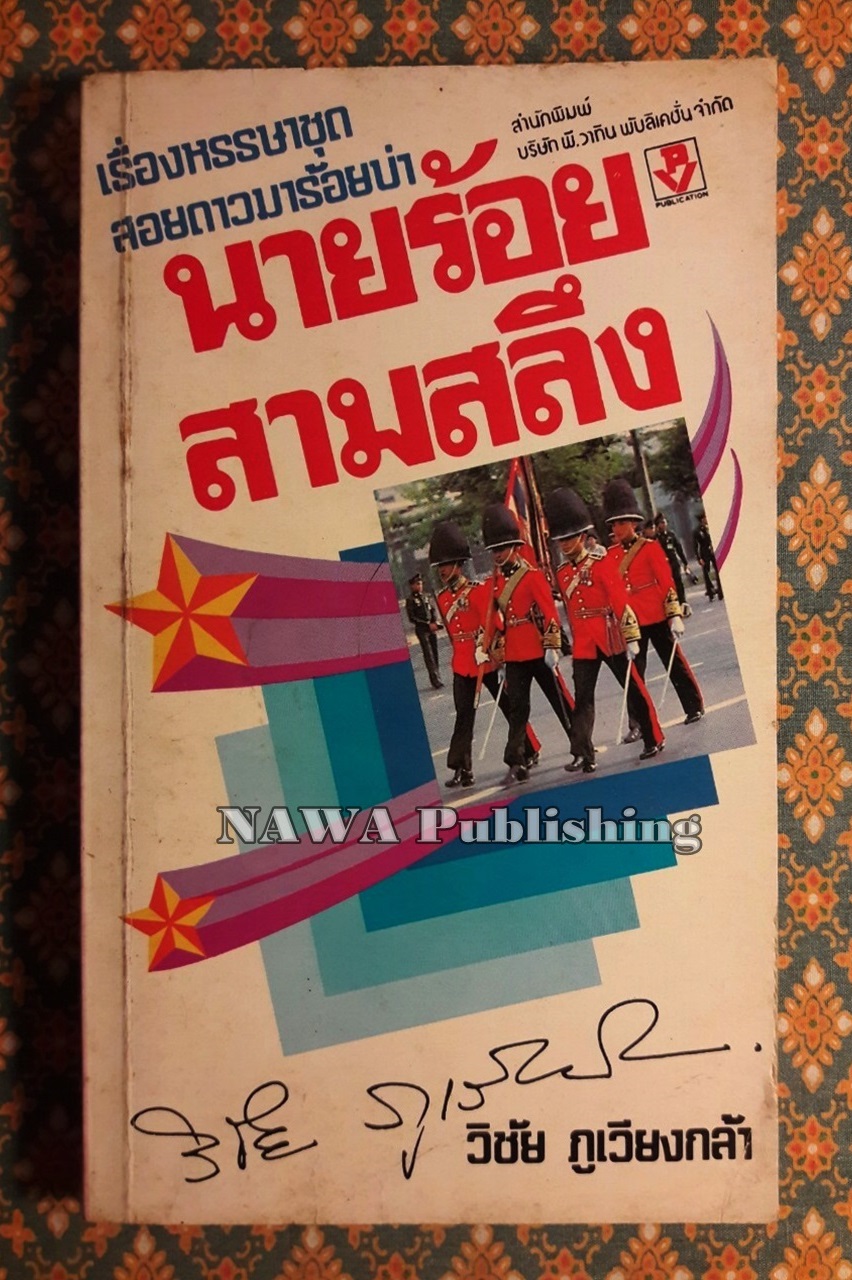 เรื่องหรรษาชุด
สอยดาวมาร้อยบ่า
สำนักพิมพ์
บริษัท พี.วาทิน พับลิเคชั่น จำกัด
PV
PUBLICATION
นายร้อย
สามสลึง
NAWA Publishing
วิชัย ภูเวียงกล้า